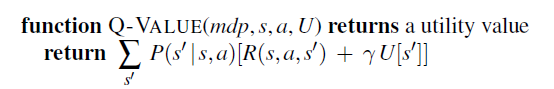 function Q-VALUE(mdp, s, a, U) returns a utility value
return ∑ P(s′ | s, a)[R(s, a, s′) + γ U[s′]]
s′